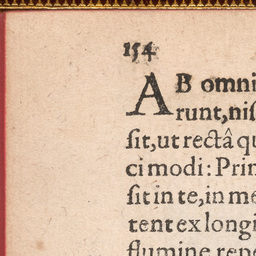 154
AB omni
runt, nis
sit, ut rectâ qu
ci modi: Prin
sit in te, in me
tent ex longi
flumine repe